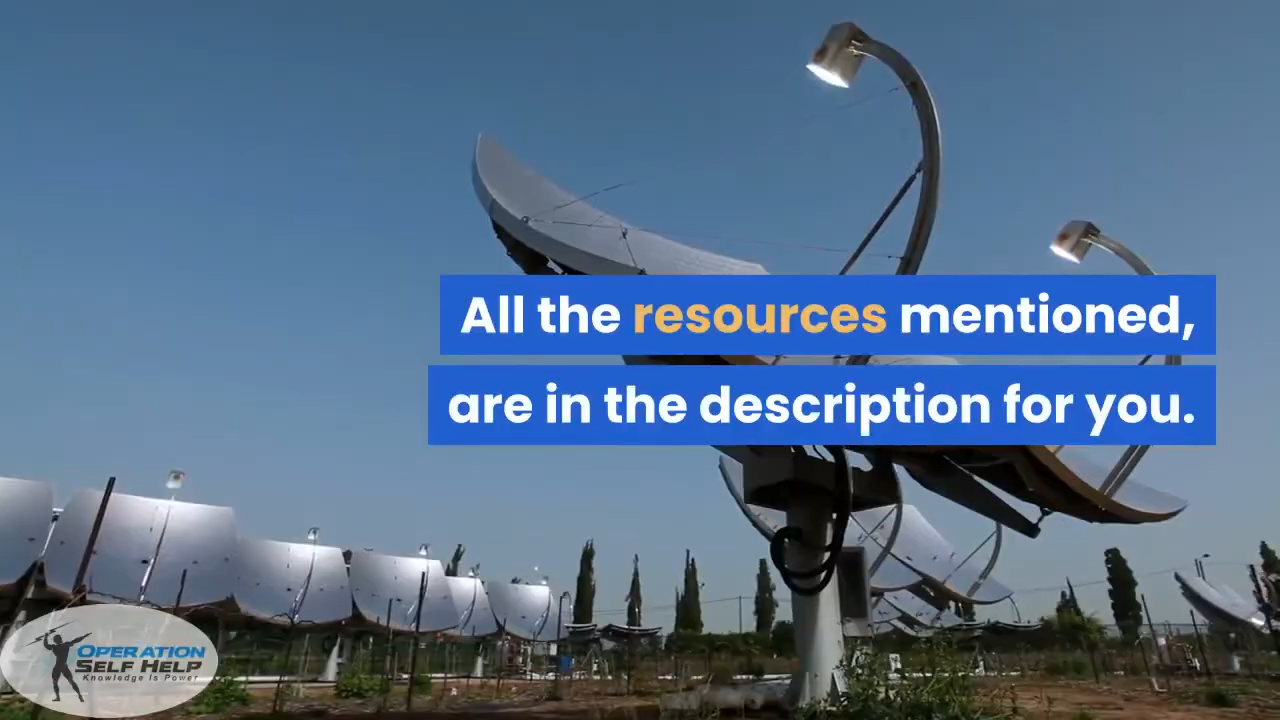 All the resources mentioned,
are in the description for you.
OPERATION
SELF HELP
Knowledge Is Power